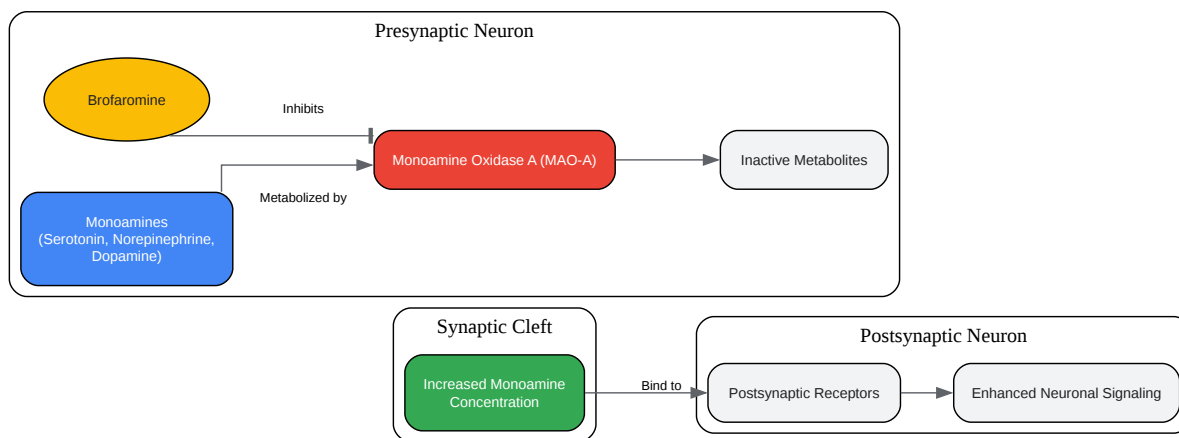 Presynaptic Neuron
Brofaromine
Inhibits
Monoamine Oxidase A (MAO-A)
Inactive Metabolites
Metabolized by
Monoamines
(Serotonin, Norepinephrine,
Dopamine)
Synaptic Cleft
Increased Monoamine
Concentration
Bind to
Postsynaptic Neuron
Postsynaptic Receptors
Enhanced Neuronal Signaling